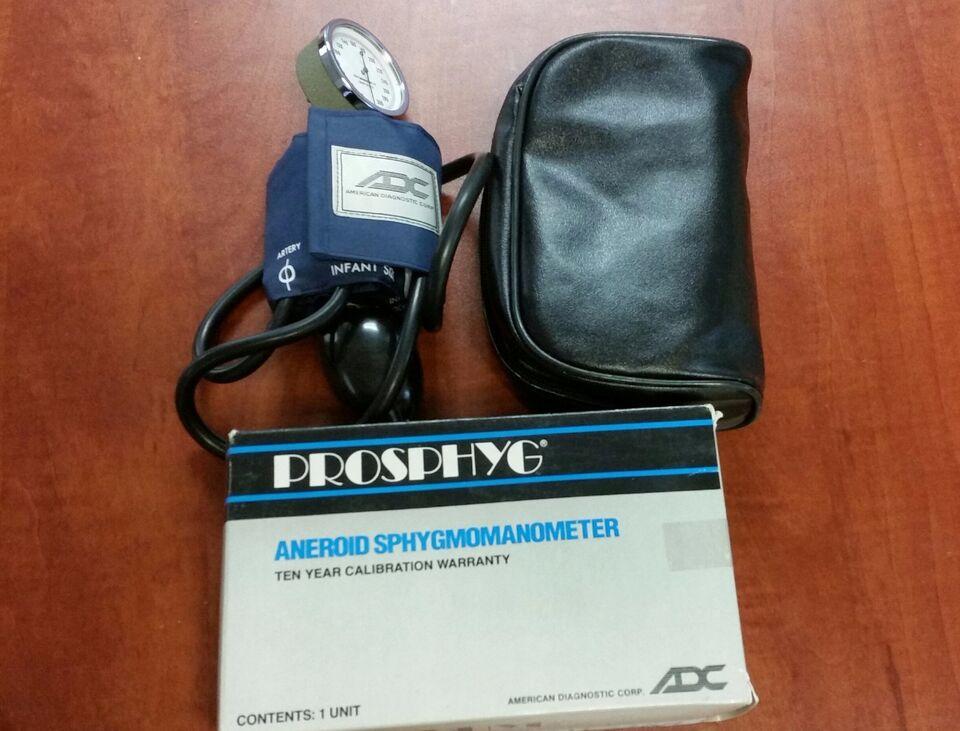 ADC
AMERICAN DIAGNOSTIC CORP.
ARTERY
INFANT
PROSPHYG®
ANEROID SPHYGMOMANOMETER
TEN YEAR CALIBRATION WARRANTY
AMERICAN DIAGNOSTIC CORP. ADC
CONTENTS: 1 UNIT